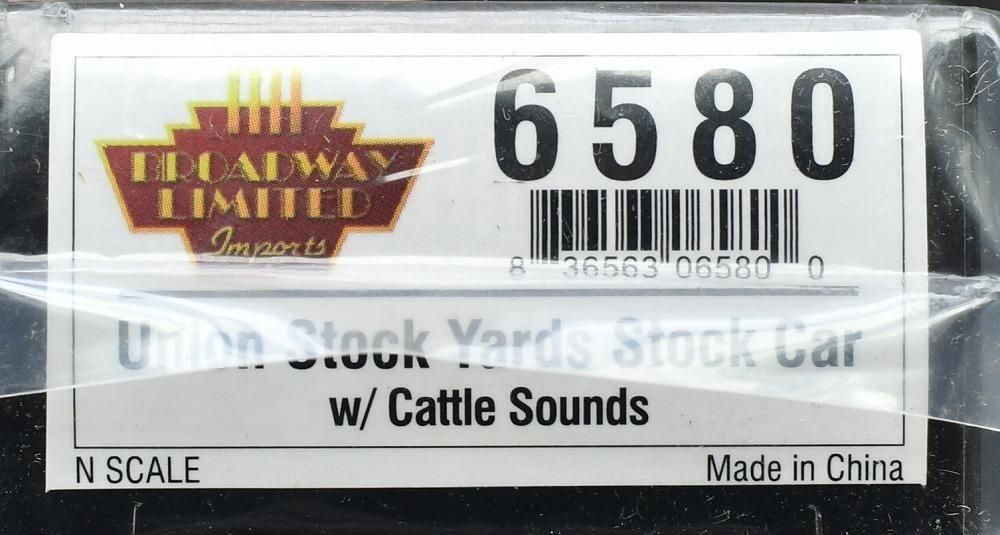 BROADWAY
LIMITED
Imports
6580
8 36563 06580 0
Union Stock Yards Stock Car
w/ Cattle Sounds
N SCALE
Made in China